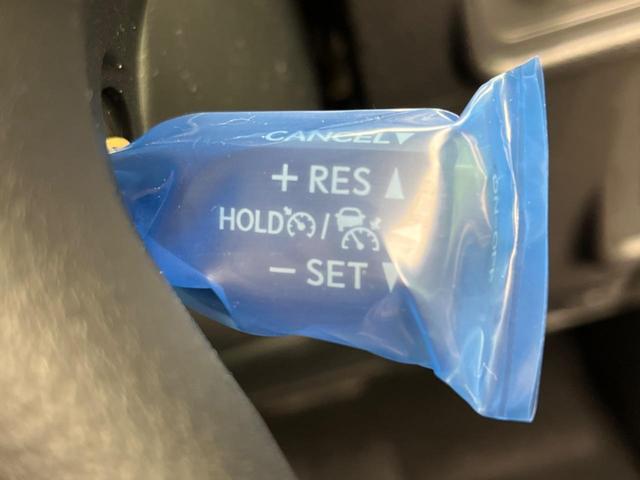 CANCEL
+ RES
HOLD /
– SET